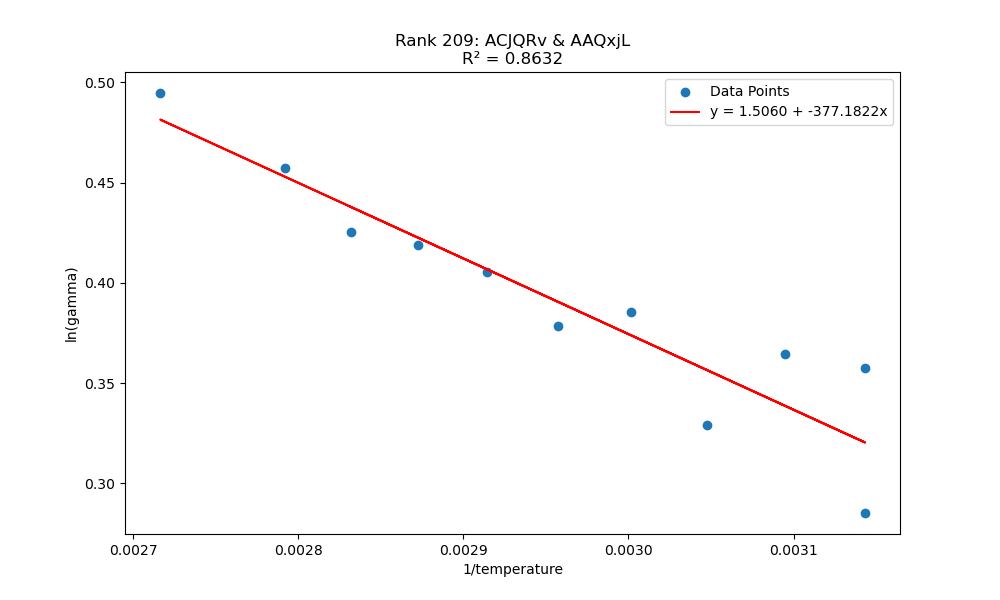 Rank 209: ACJQRv & AAQxjL
R² = 0.8632
Data Points
y = 1.5060 + -377.1822x
0.50
0.45
0.40
0.35
0.30
ln(gamma)
0.0027
0.0028
0.0029
0.0030
0.0031
1/temperature